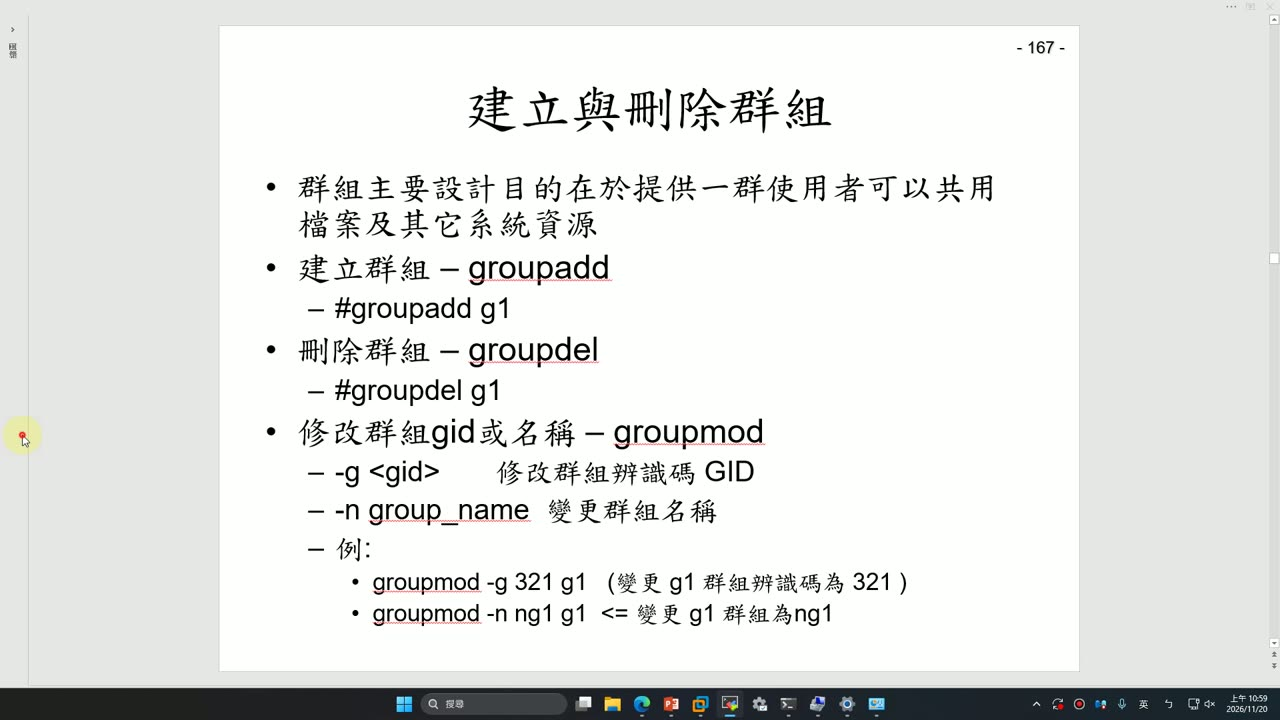 - 167 -
建立與刪除群組
• 群組主要設計目的在於提供一群使用者可以共用
檔案及其它系統資源
• 建立群組 – groupadd
– #groupadd g1
• 刪除群組 – groupdel
– #groupdel g1
• 修改群組gid或名稱 – groupmod
– -g <gid> 修改群組辨識碼 GID
– -n group_name 變更群組名稱
– 例:
• groupmod -g 321 g1 (變更 g1 群組辨識碼為 321 )
• groupmod -n ng1 g1 <= 變更 g1 群組為ng1
搜尋
英
ㄅ
上午 10:59
2026/11/20